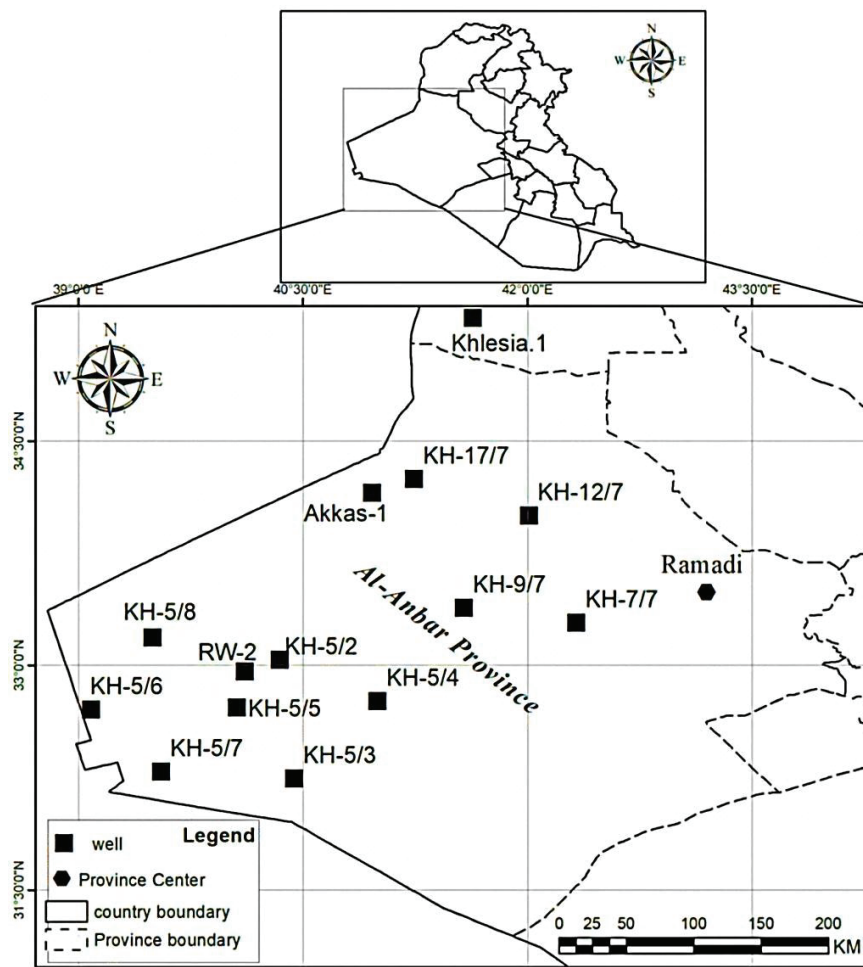 N
W E
S
39°0'0"E 40°30'0"E 42°0'0"E 43°30'0"E
N
W E
S
Khlesia.1
34°30'0"N
KH-17/7
Akkas-1
KH-12/7
Ramadi
KH-9/7
KH-7/7
Al-Anbar Province
KH-5/8
RW-2
KH-5/2
33°0'0"N
KH-5/6
KH-5/4
KH-5/5
KH-5/7
KH-5/3
Legend
well
Province Center
country boundary
Province boundary
31°30'0"N
0 25 50 100 150 200
KM